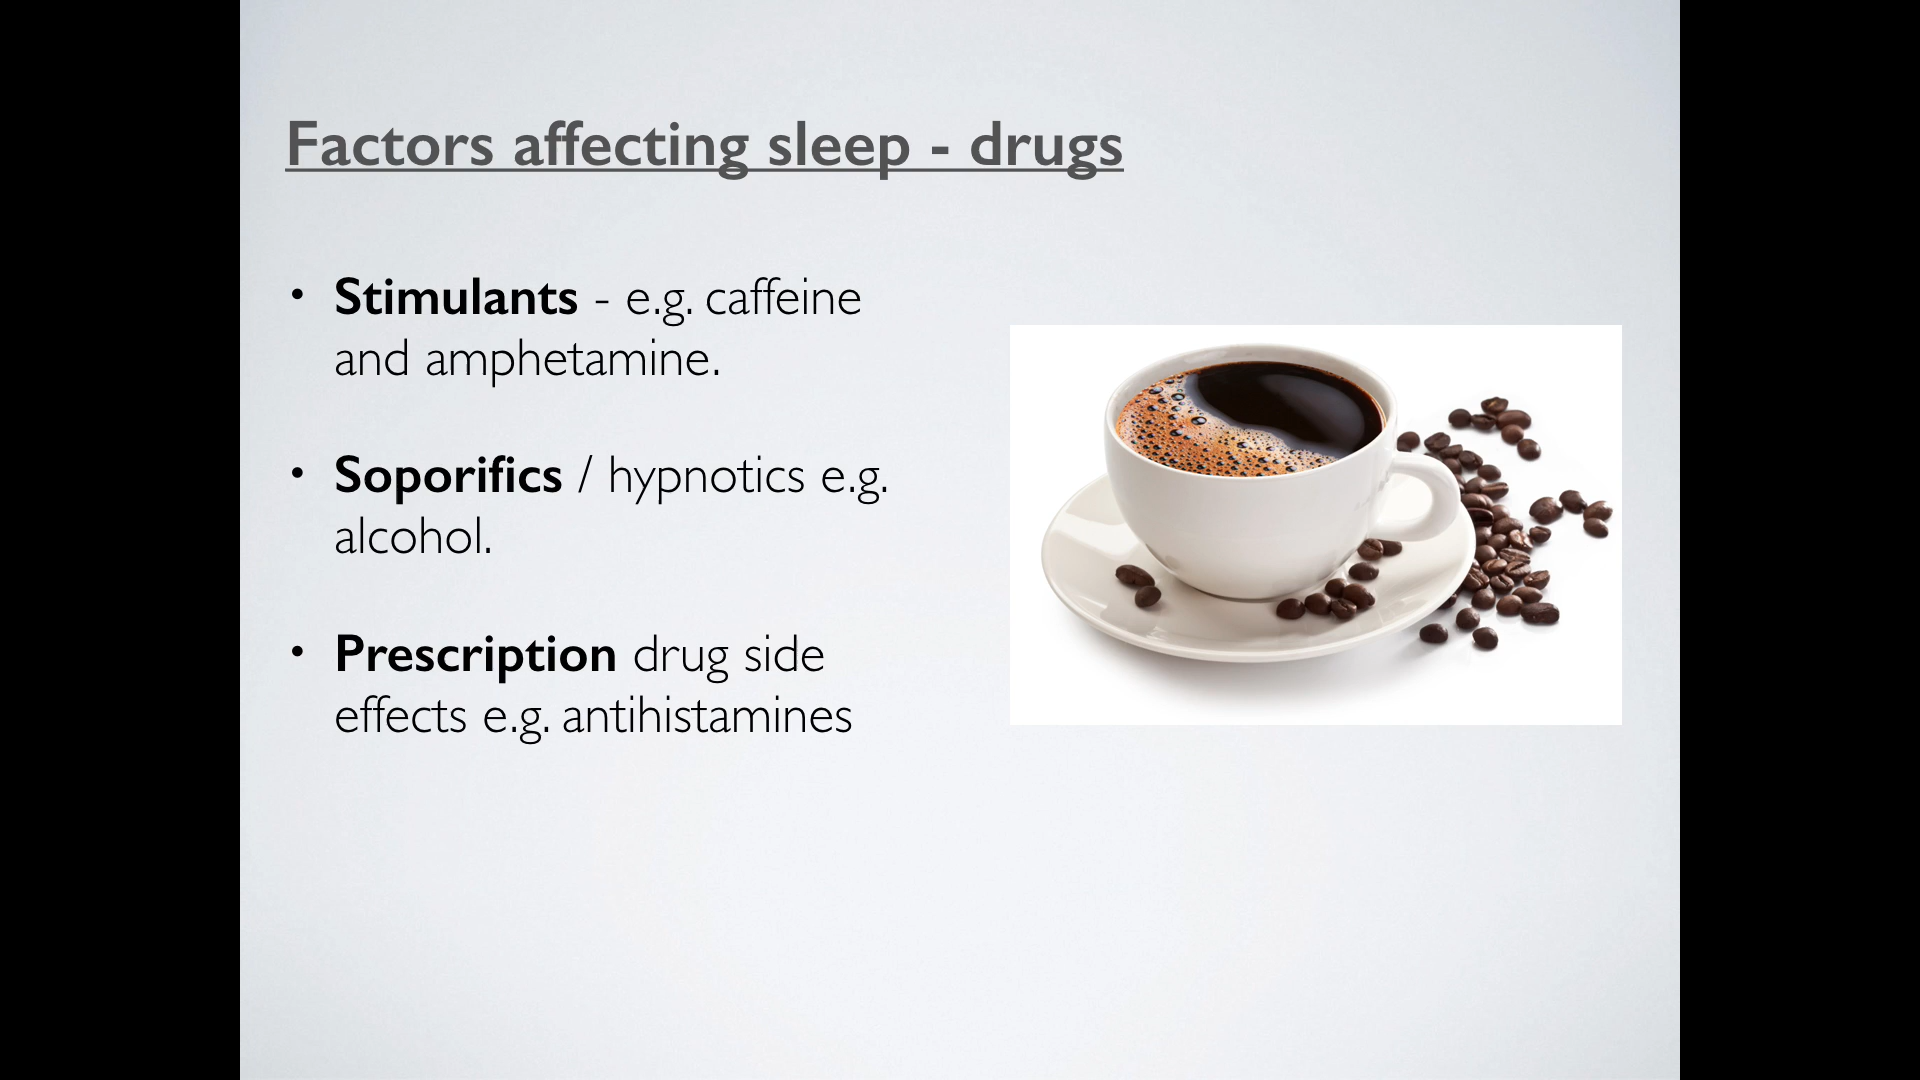 Factors affecting sleep - drugs
• Stimulants - e.g. caffeine
and amphetamine.
• Soporifics / hypnotics e.g.
alcohol.
• Prescription drug side
effects e.g. antihistamines